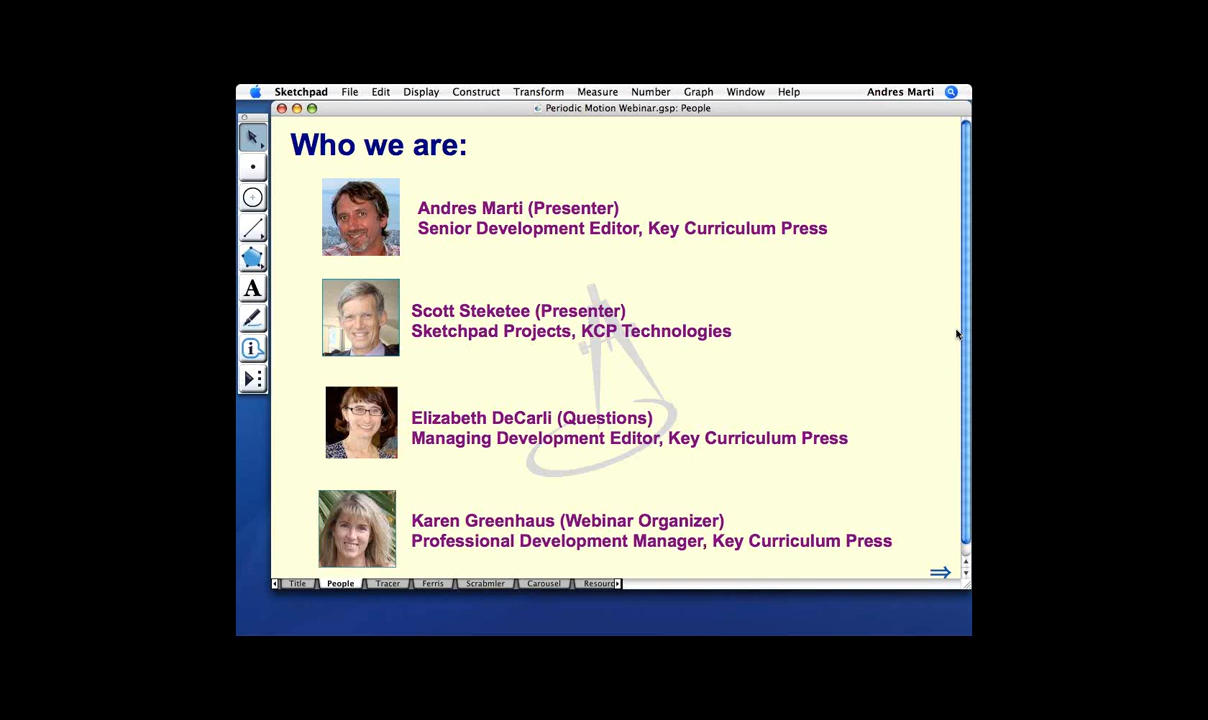 Sketchpad File Edit Display Construct Transform Measure Number Graph Window Help Andres Marti
Periodic Motion Webinar.gsp: People
Who we are:
Andres Marti (Presenter)
Senior Development Editor, Key Curriculum Press
Scott Steketee (Presenter)
Sketchpad Projects, KCP Technologies
A
Elizabeth DeCarli (Questions)
Managing Development Editor, Key Curriculum Press
Karen Greenhaus (Webinar Organizer)
Professional Development Manager, Key Curriculum Press
Title People Tracer Ferris Scrabmler Carousel Resourc